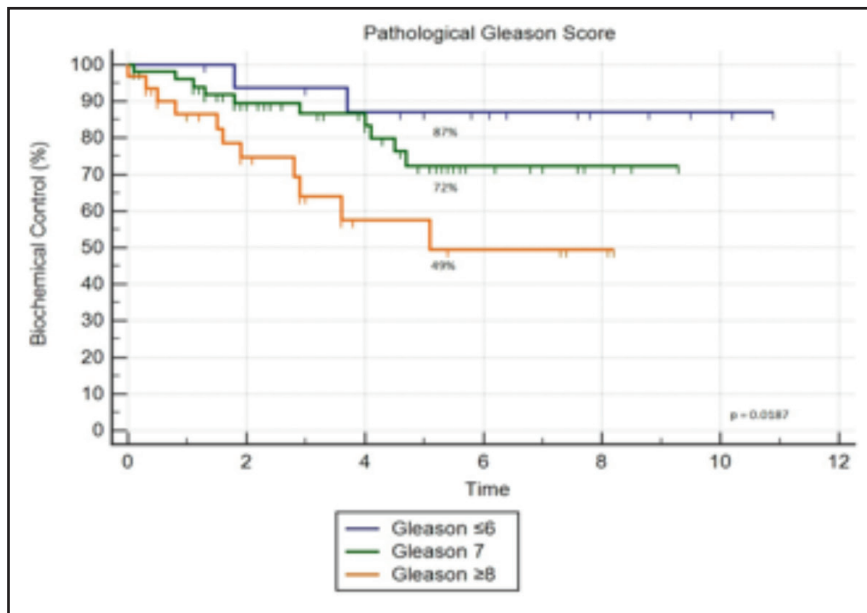 Pathological Gleason Score
Biochemical Control (%)
100
90
80
70
60
50
40
30
20
10
0
87%
72%
49%
p = 0.0187
0 2 4 6 8 10 12
Time
Gleason ≤6
Gleason 7
Gleason ≥8